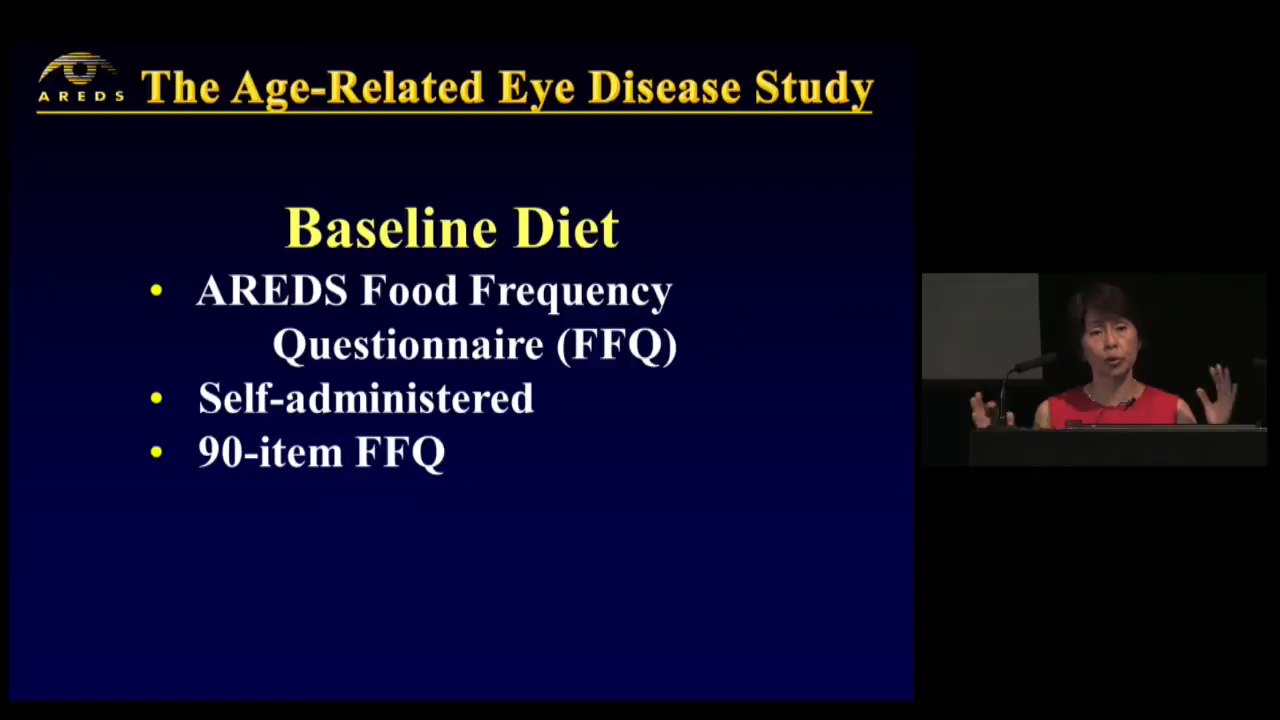 AREDS
The Age-Related Eye Disease Study
Baseline Diet
• AREDS Food Frequency
Questionnaire (FFQ)
• Self-administered
• 90-item FFQ